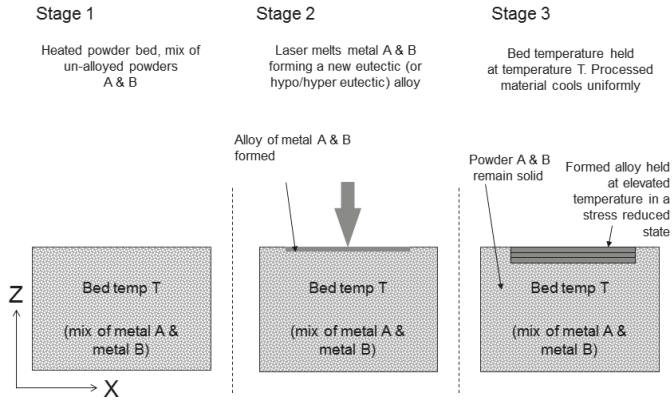 Stage 1
Heated powder bed, mix of
un-alloyed powders
A & B
Bed temp T
(mix of metal A &
metal B)
Z
X
Stage 2
Laser melts metal A & B
forming a new eutectic (or
hypo/hyper eutectic) alloy
Alloy of metal A & B
formed
Bed temp T
(mix of metal A &
metal B)
Stage 3
Bed temperature held
at temperature T. Processed
material cools uniformly
Powder A & B
remain solid
Formed alloy held
at elevated
temperature in a
stress reduced
state
Bed temp T
(mix of metal A &
metal B)